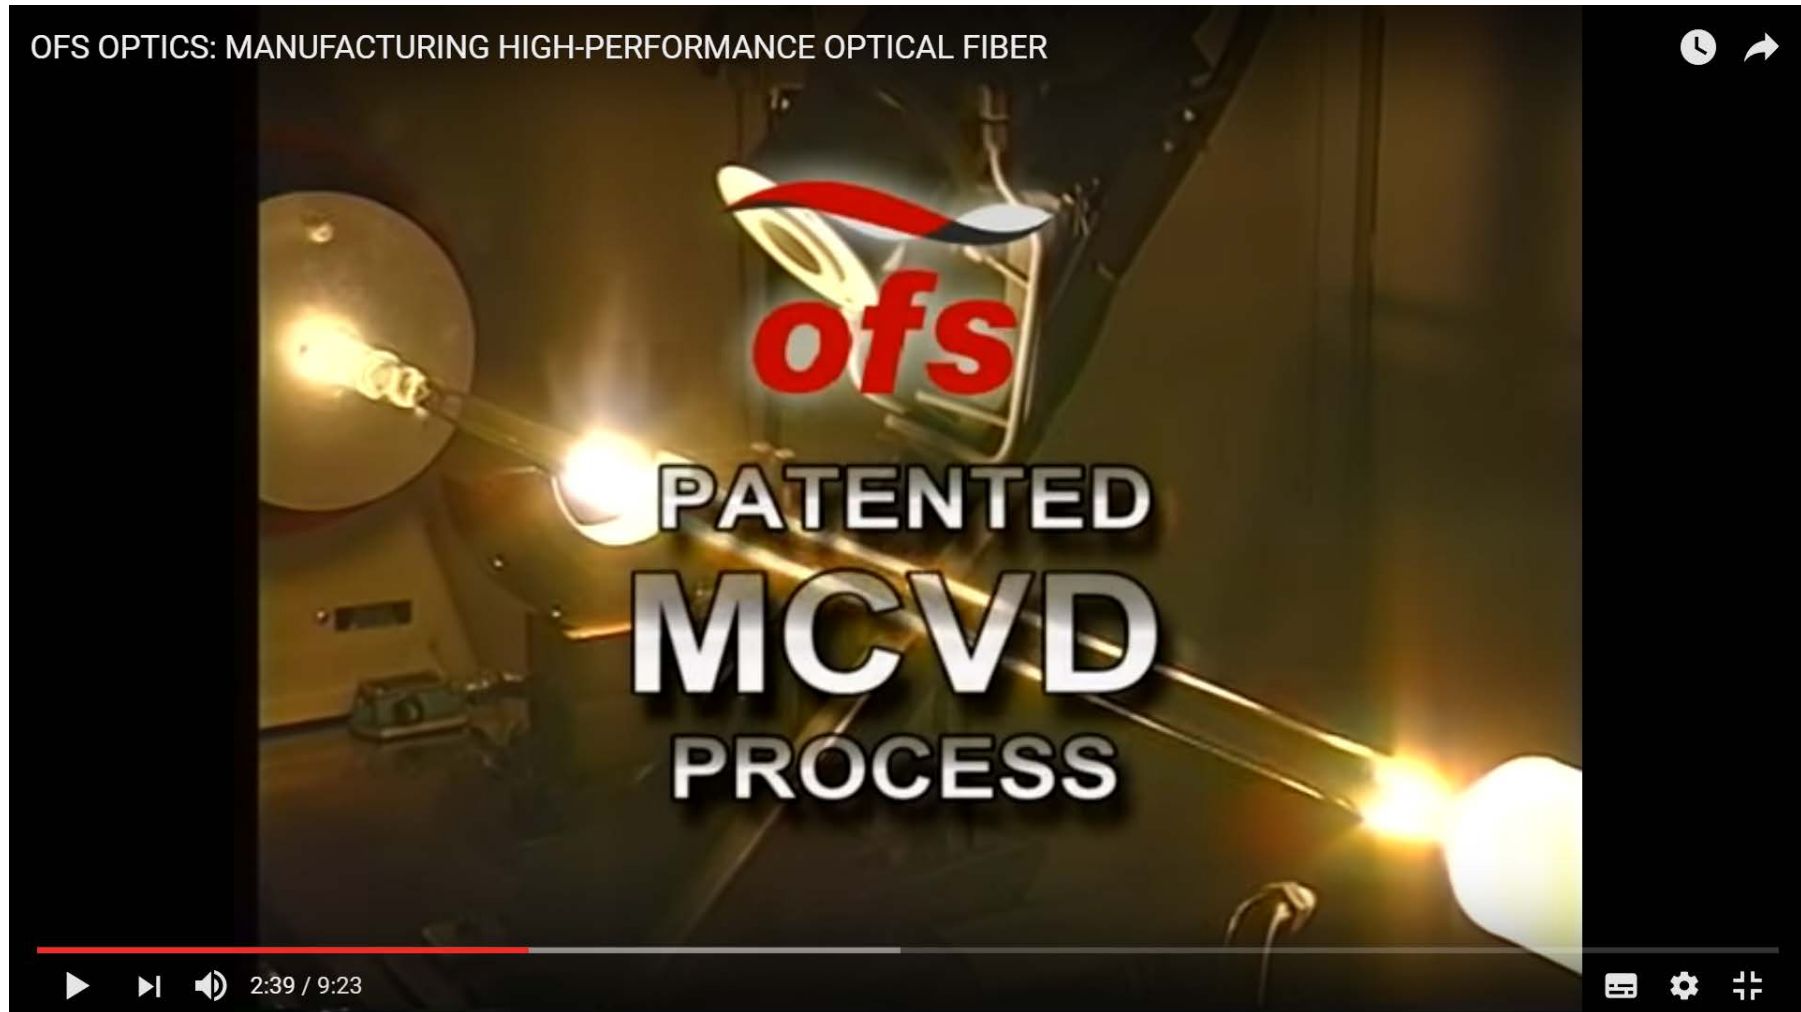 OFS OPTICS: MANUFACTURING HIGH-PERFORMANCE OPTICAL FIBER
ofs
PATENTED
MCVD
PROCESS
2:39 / 9:23